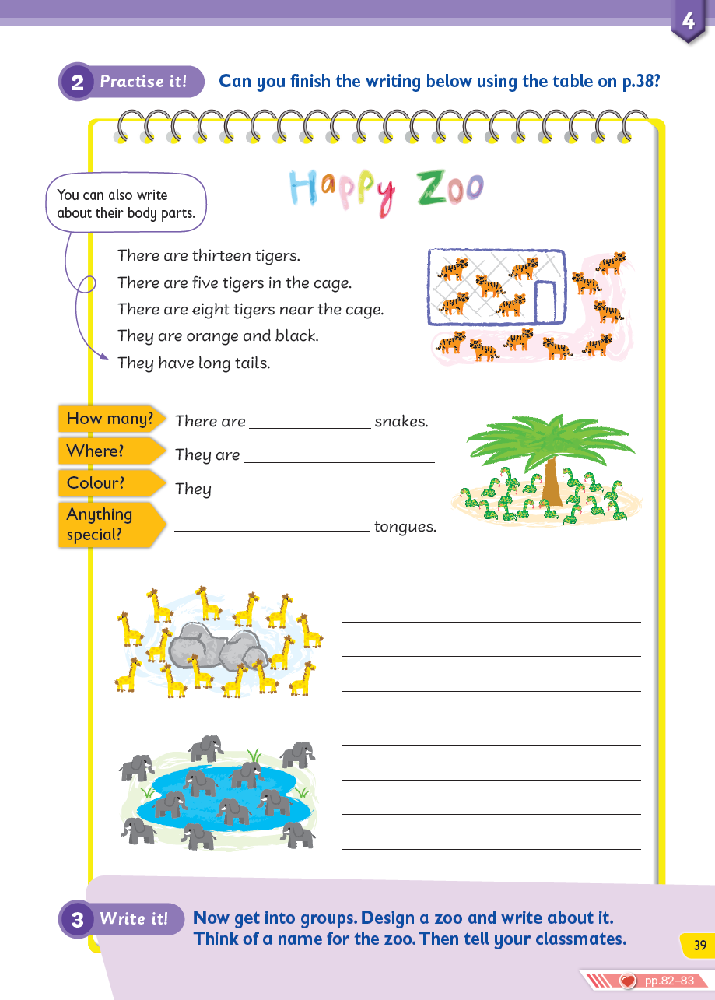 4
2 Practise it! Can you finish the writing below using the table on p.38?
Happy Zoo
You can also write
about their body parts.
There are thirteen tigers.
There are five tigers in the cage.
There are eight tigers near the cage.
They are orange and black.
They have long tails.
How many? There are ____ snakes.
Where? They are ____
Colour? They ____
Anything
special? ____ tongues.
3 Write it! Now get into groups. Design a zoo and write about it.
Think of a name for the zoo. Then tell your classmates.
39
pp.82–83